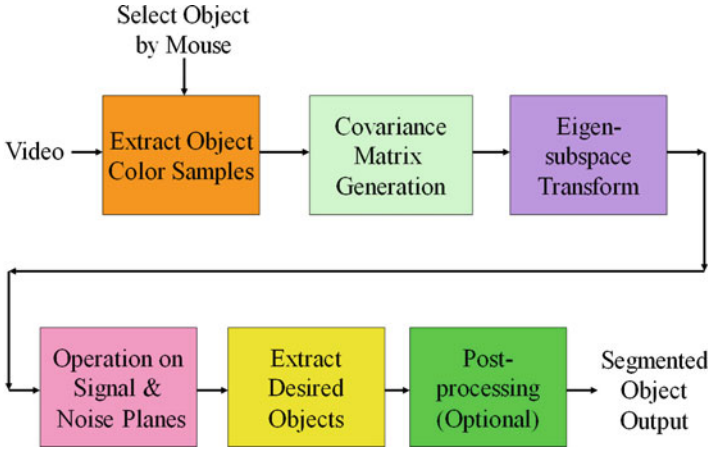 Select Object
by Mouse
Video
Extract Object
Color Samples
Covariance
Matrix
Generation
Eigen-
subspace
Transform
Operation on
Signal &
Noise Planes
Extract
Desired
Objects
Post-
processing
(Optional)
Segmented
Object
Output